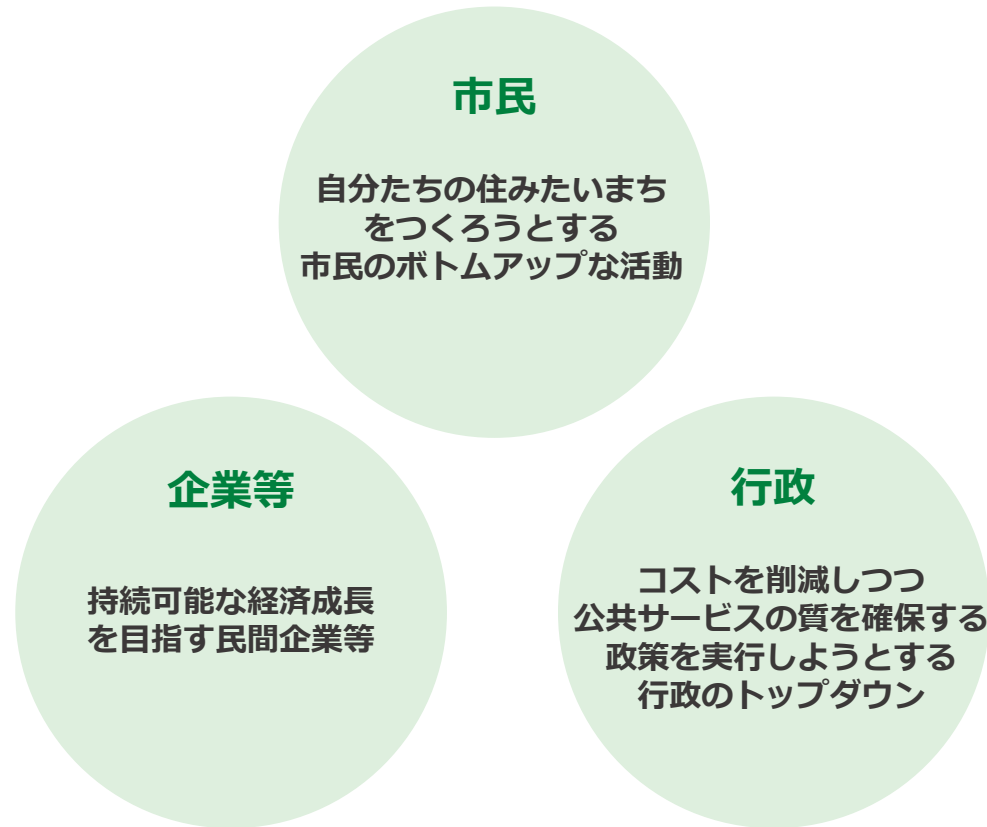 市民
自分たちの住みたいまち
をつくろうとする
市民のボトムアップな活動
企業等
持続可能な経済成長
を目指す民間企業等
行政
コストを削減しつつ
公共サービスの質を確保する
政策を実行しようとする
行政のトップダウン